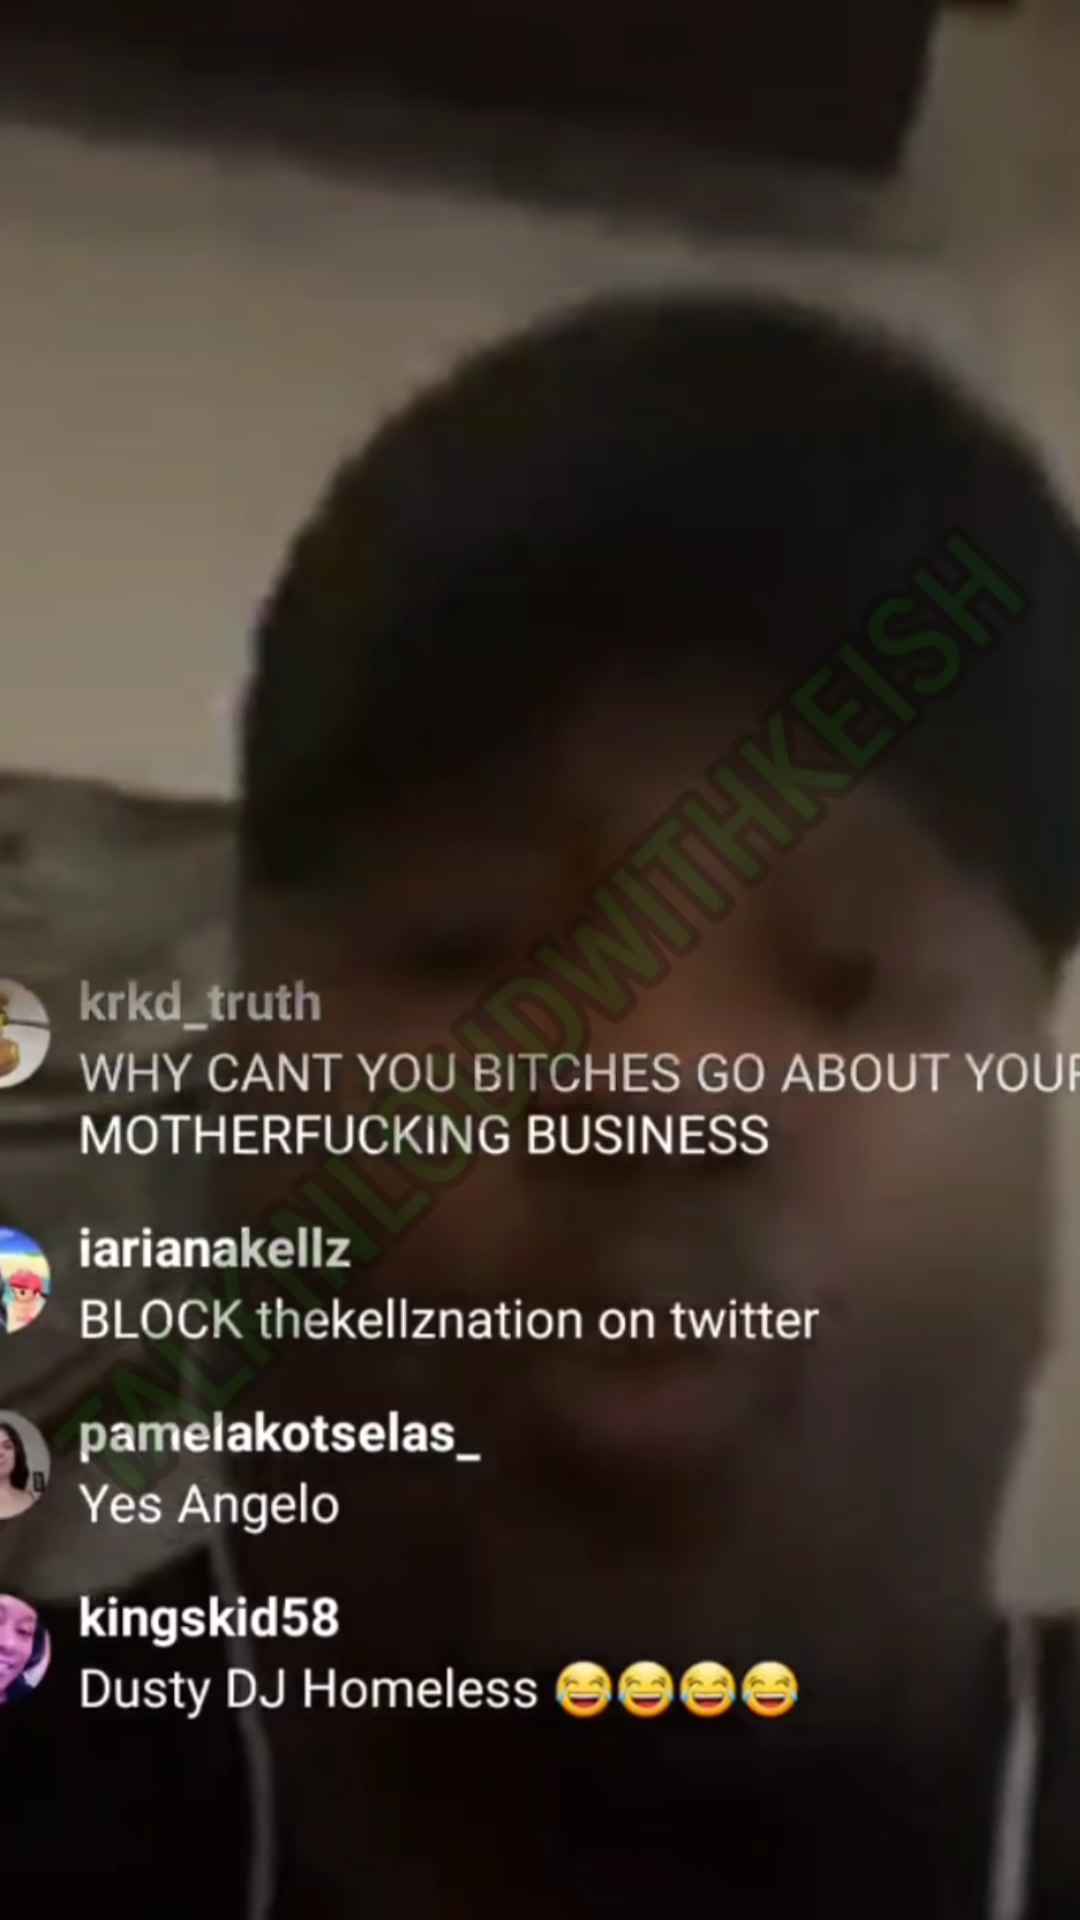 TALKINLOUDWITHKEISH
krkd_truth
WHY CANT YOU BITCHES GO ABOUT YOUR
MOTHERFUCKING BUSINESS
iarianakellz
BLOCK thekellznation on twitter
pamelakotselas_
Yes Angelo
kingskid58
Dusty DJ Homeless 😂😂😂😂